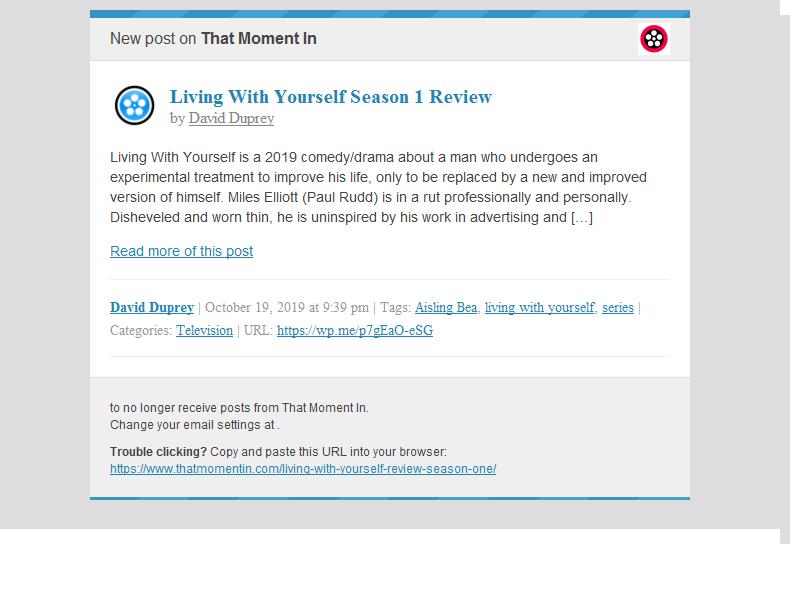 New post on That Moment In
Living With Yourself Season 1 Review
by David Duprey
Living With Yourself is a 2019 comedy/drama about a man who undergoes an
experimental treatment to improve his life, only to be replaced by a new and improved
version of himself. Miles Elliott (Paul Rudd) is in a rut professionally and personally.
Disheveled and worn thin, he is uninspired by his work in advertising and […]
Read more of this post
David Duprey | October 19, 2019 at 9:39 pm | Tags: Aisling Bea, living with yourself, series |
Categories: Television | URL: https://wp.me/p7gEaO-eSG
to no longer receive posts from That Moment In.
Change your email settings at .
Trouble clicking? Copy and paste this URL into your browser:
https://www.thatmomentin.com/living-with-yourself-review-season-one/